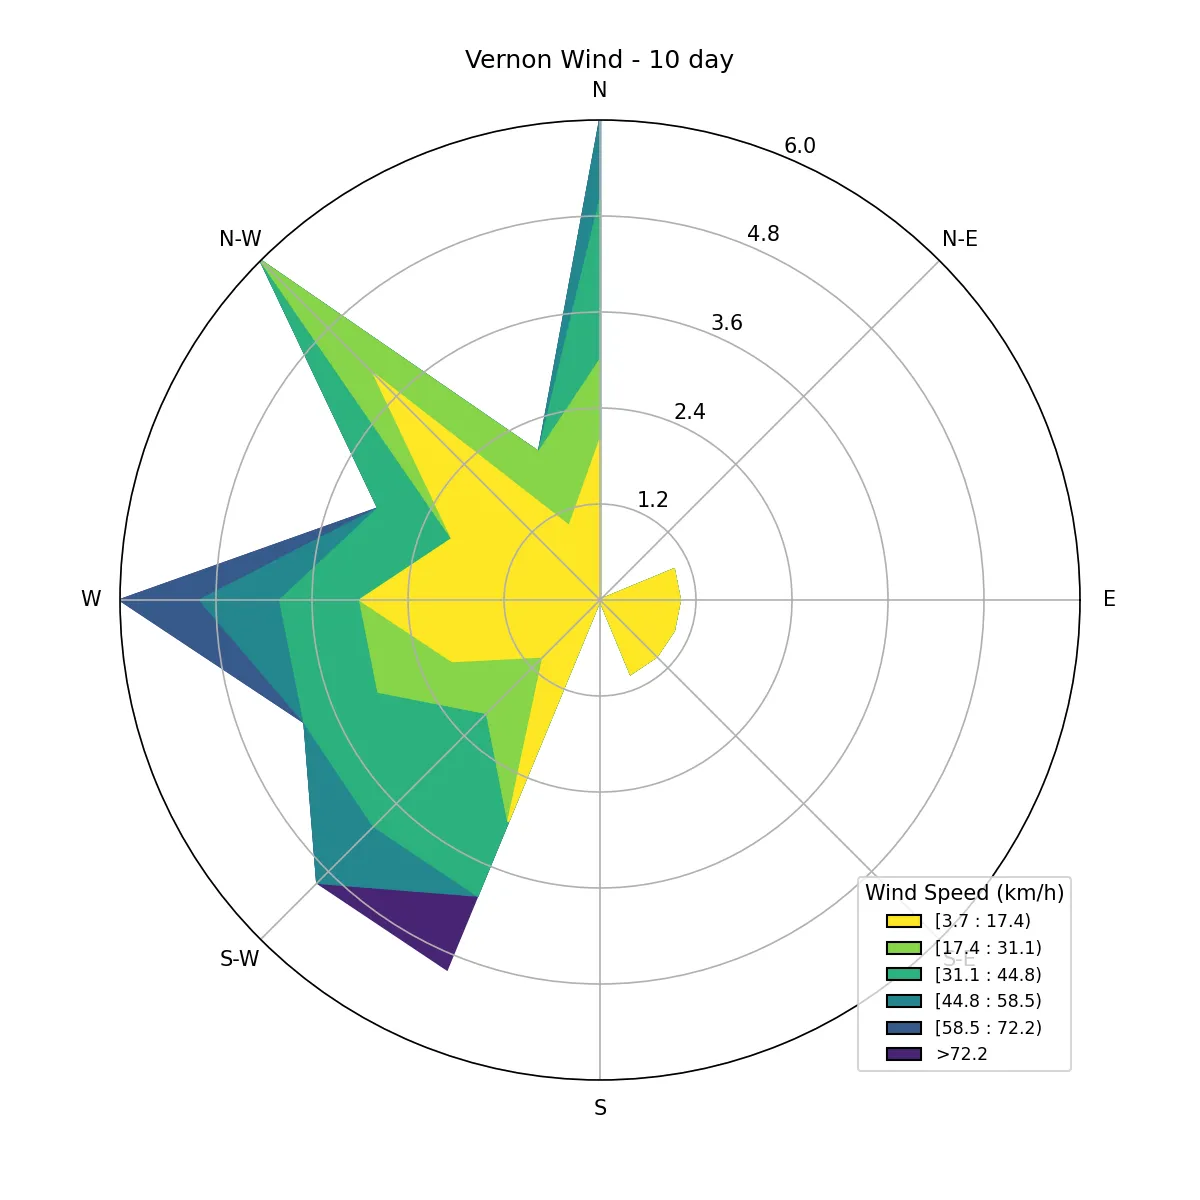 Vernon Wind - 10 day
N
6.0
N-W
N-E
4.8
3.6
2.4
1.2
W
E
Wind Speed (km/h)
[3.7 : 17.4)
[17.4 : 31.1)
S-W
S-E
[31.1 : 44.8)
[44.8 : 58.5)
[58.5 : 72.2)
>72.2
S